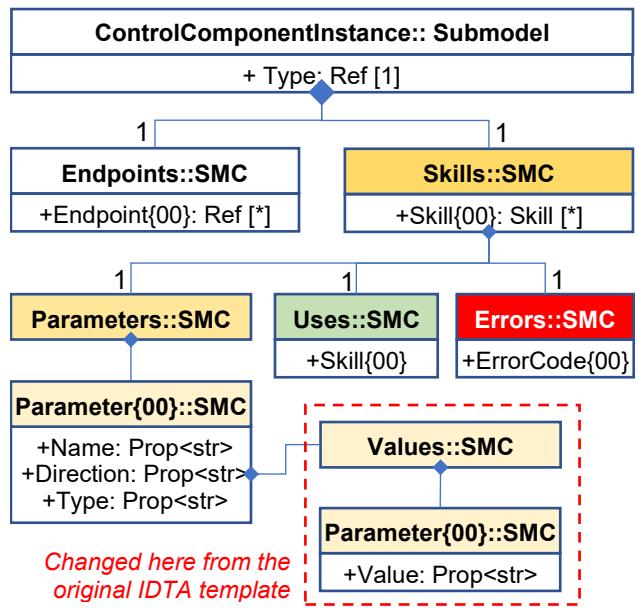 ControlComponentInstance:: Submodel
+ Type: Ref [1]
1
1
Endpoints::SMC
+Endpoint{00}: Ref [*]
Skills::SMC
+Skill{00}: Skill [*]
1
1
1
Parameters::SMC
Uses::SMC
+Skill{00}
Errors::SMC
+ErrorCode{00}
Parameter{00}::SMC
+Name: Prop<str>
+Direction: Prop<str>
+Type: Prop<str>
Values::SMC
Parameter{00}::SMC
+Value: Prop<str>
Changed here from the
original IDTA template